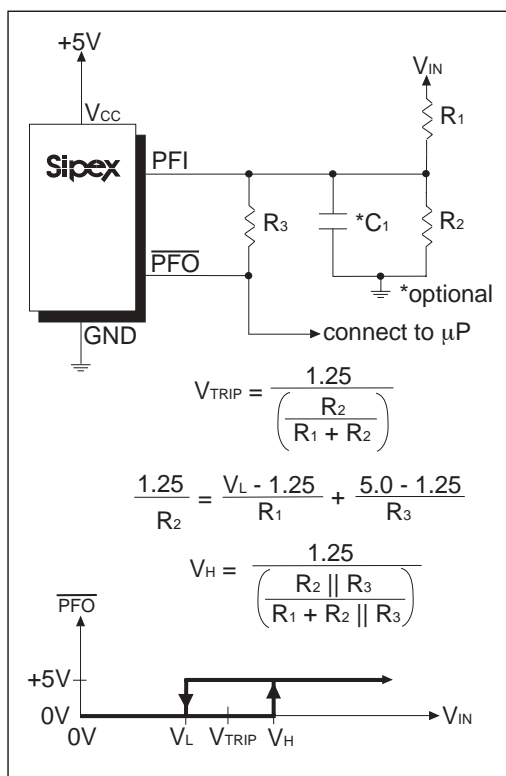 +5V
VIN
VCC
R1
Sipex
PFI
R3
*C1
R2
PFO
*optional
GND
connect to µP
VTRIP = 1.25 / (R2 / (R1 + R2))
1.25 / R2 = (VL - 1.25) / R1 + (5.0 - 1.25) / R3
VH = 1.25 / (R2 || R3 / (R1 + R2 || R3))
PFO
+5V
0V
VIN
0V VL VTRIP VH